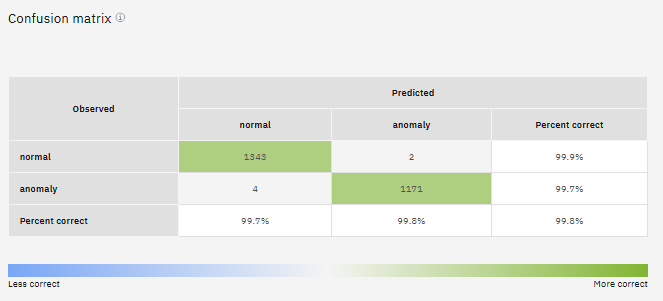 Confusion matrix
Observed
Predicted
normal anomaly Percent correct
normal 1343 2 99.9%
anomaly 4 1171 99.7%
Percent correct 99.7% 99.8% 99.8%
Less correct More correct